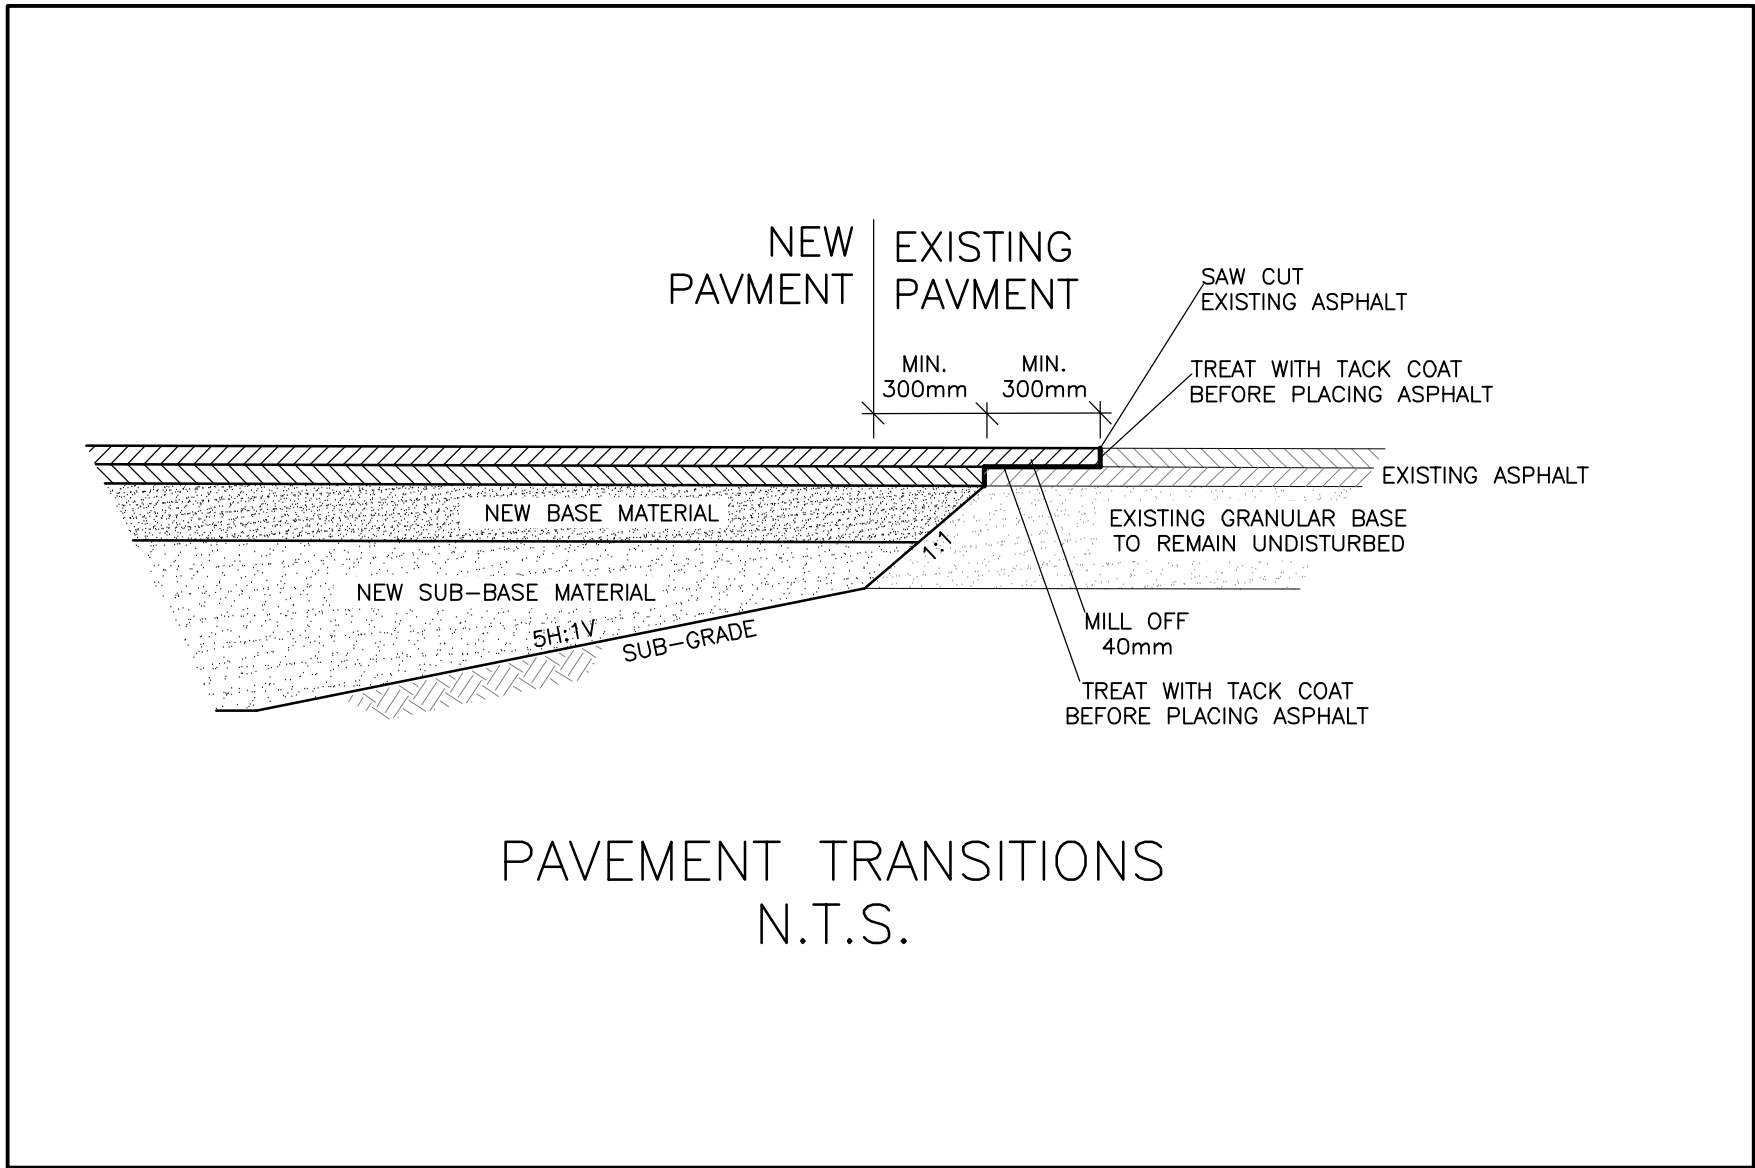 NEW
PAVMENT
EXISTING
PAVMENT
SAW CUT
EXISTING ASPHALT
MIN.
300mm
MIN.
300mm
TREAT WITH TACK COAT
BEFORE PLACING ASPHALT
EXISTING ASPHALT
NEW BASE MATERIAL
EXISTING GRANULAR BASE
TO REMAIN UNDISTURBED
1:1
NEW SUB-BASE MATERIAL
5H:1V
SUB-GRADE
MILL OFF
40mm
TREAT WITH TACK COAT
BEFORE PLACING ASPHALT
PAVEMENT TRANSITIONS
N.T.S.